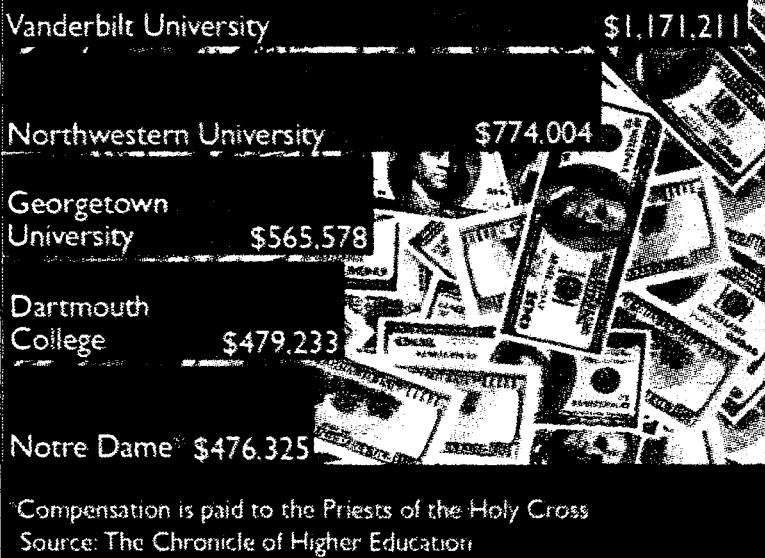 Vanderbilt University $1,171,211
Northwestern University $774,004
Georgetown
University $565,578
Dartmouth
College $479,233
Notre Dame* $476,325
*Compensation is paid to the Priests of the Holy Cross
Source: The Chronicle of Higher Education